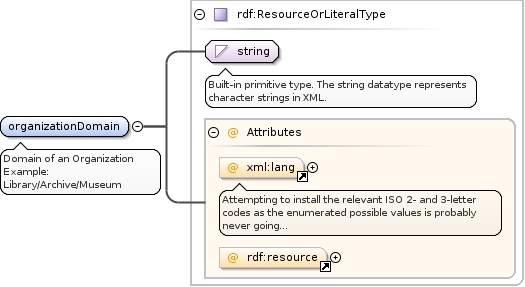 rdf:ResourceOrLiteralType
string
Built-in primitive type. The string datatype represents
character strings in XML.
organizationDomain
Domain of an Organization
Example:
Library/Archive/Museum
@ Attributes
@ xml:lang
Attempting to install the relevant ISO 2- and 3-letter
codes as the enumerated possible values is probably
never going...
@ rdf:resource